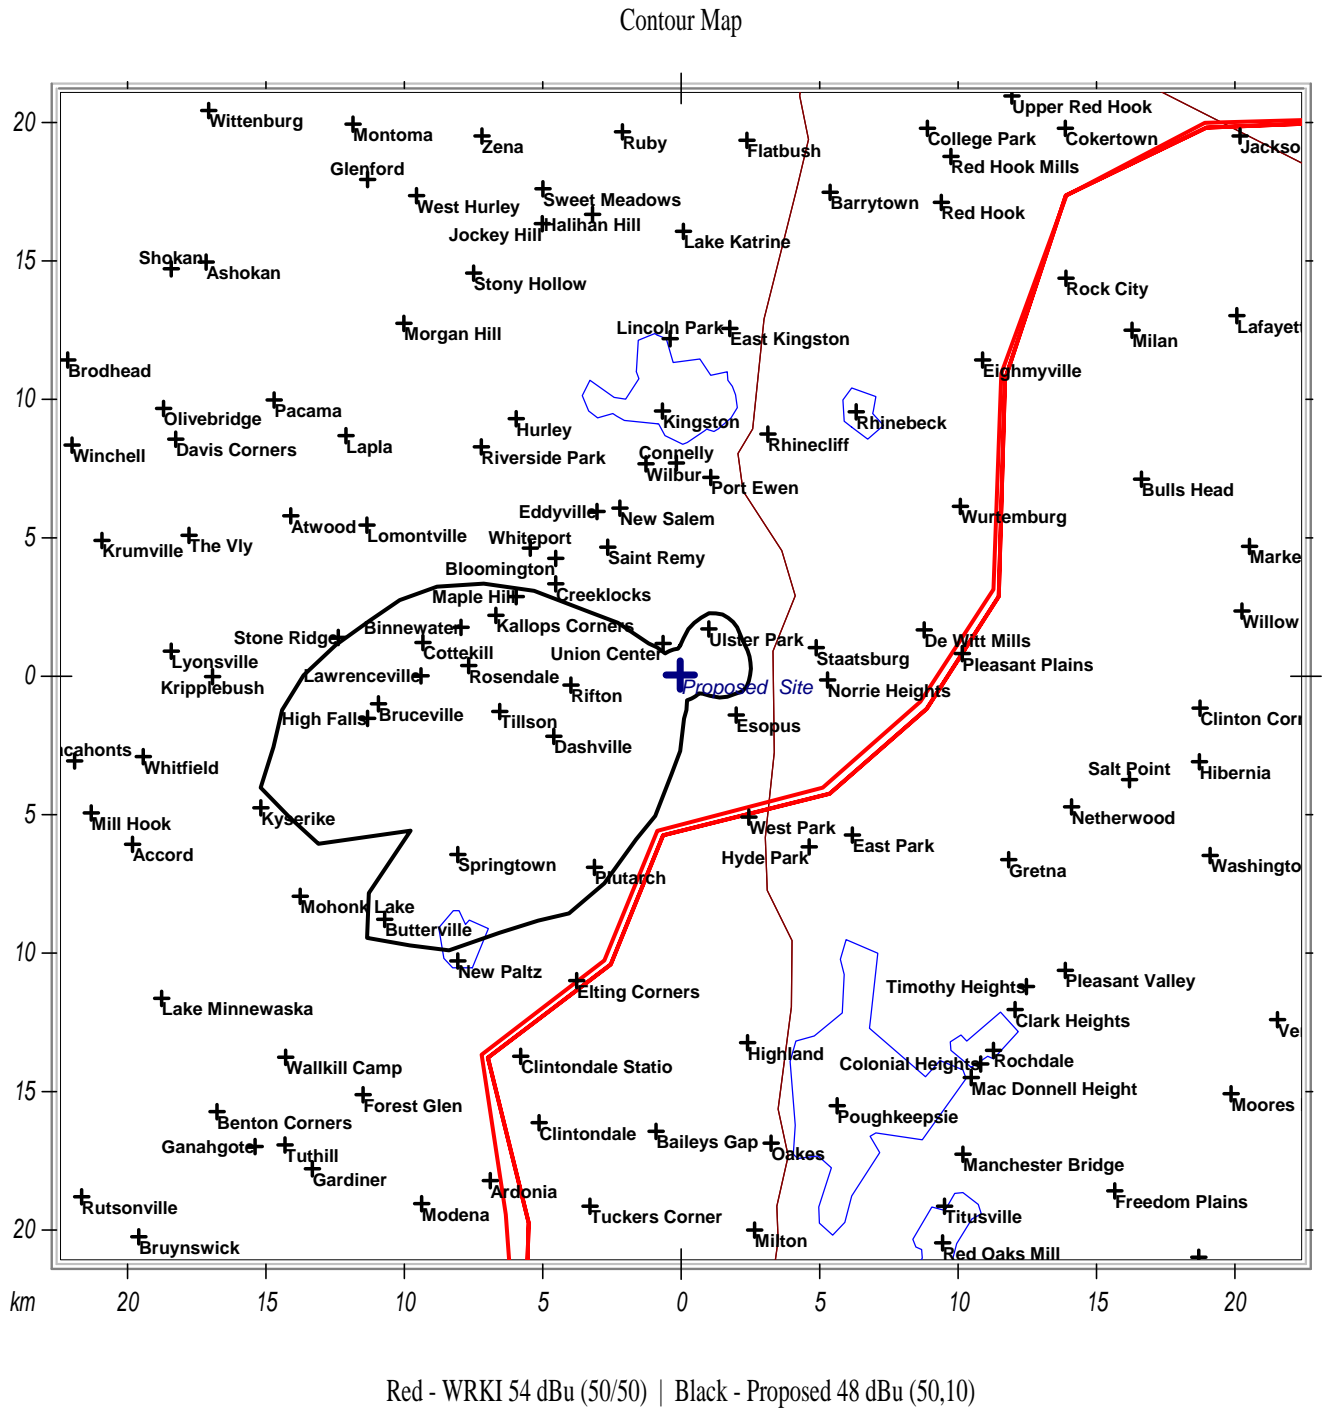 Contour Map
Upper Red Hook
Wittenburg
Montoma
Zena
Ruby
Flatbush
College Park
Cokertown
Jackso
20
Glenford
Red Hook Mills
West Hurley
Sweet Meadows
Barrytown
Red Hook
Jockey Hill
Halihan Hill
Lake Katrine
15
Shokan
Ashokan
Stony Hollow
Rock City
Morgan Hill
Lincoln Park
East Kingston
Milan
Lafayett
Brodhead
Eighmyville
10
Olivebridge
Pacama
Kingston
Rhinebeck
Hurley
Winchell
Davis Corners
Lapla
Riverside Park
Connelly
Rhinecliff
Wilbur
Port Ewen
Bulls Head
Eddyville
New Salem
Wurtemburg
Atwood
Lomontville
5
Krumville
The Vly
Whiteport
Saint Remy
Marke
Bloomington
Maple Hill
Creeklocks
Willow
Stone Ridge
Binnewater
Kallops Corners
Ulster Park
De Witt Mills
Lyonsville
Cottekill
Union Center
Staatsburg
Pleasant Plains
0
Kripplebush
Lawrenceville
Rosendale
Rifton
Proposed Site
Norrie Heights
High Falls
Bruceville
Tillson
Esopus
Clinton Corn
Whitfield
Dashville
Salt Point
Hibernia
5
Mill Hook
Kyserike
West Park
Netherwood
Accord
Springtown
Plutarch
Hyde Park
East Park
Gretna
Washingto
Mohonk Lake
Butterville
10
New Paltz
Elting Corners
Timothy Heights
Pleasant Valley
Lake Minnewaska
Clark Heights
Ve
Wallkill Camp
Clintondale Statio
Highland
Colonial Heights
Rochdale
Mac Donnell Height
15
Forest Glen
Poughkeepsie
Moores
Benton Corners
Clintondale
Baileys Gap
Oakes
Ganahgote
Tuthill
Gardiner
Manchester Bridge
Rutsonville
Modena
Ardonia
Tuckers Corner
Titusville
Freedom Plains
20
Bruynswick
Milton
Red Oaks Mill
km 20 15 10 5 0 5 10 15 20
Red - WRKI 54 dBu (50/50) | Black - Proposed 48 dBu (50,10)